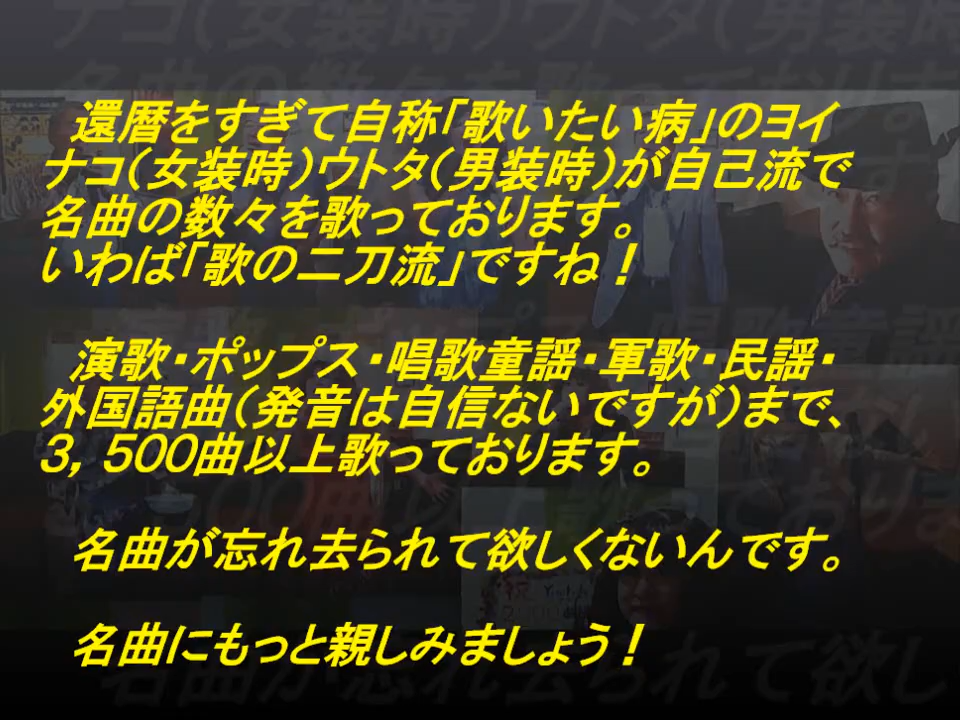 還暦をすぎて自称「歌いたい病」のヨイ
ナコ（女装時）ウトタ（男装時）が自己流で
名曲の数々を歌っております。
いわば「歌の二刀流」ですね！
演歌・ポップス・唱歌童謡・軍歌・民謡・
外国語曲（発音は自信ないですが）まで、
３，５００曲以上歌っております。
名曲が忘れ去られて欲しくないんです。
名曲にもっと親しみましょう！